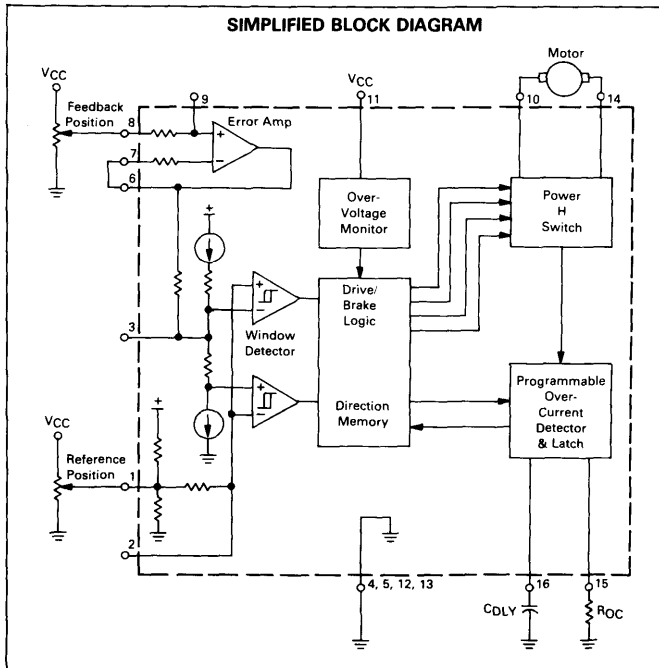 SIMPLIFIED BLOCK DIAGRAM
Motor
VCC
VCC
Feedback
Position
9
11
10
14
8
Error Amp
+
7
−
6
Over-
Voltage
Monitor
Power
H
Switch
+
+
−
3
Window
Detector
Drive/
Brake
Logic
+
−
Programmable
Over-
Current
Detector
& Latch
Direction
Memory
VCC
+
Reference
Position
1
2
4, 5, 12, 13
16
15
CDLY
ROC